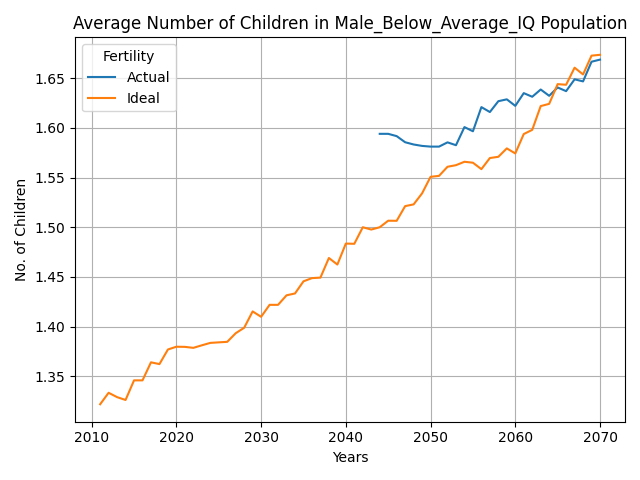 Average Number of Children in Male_Below_Average_IQ Population
Fertility
Actual
Ideal
No. of Children
1.65
1.60
1.55
1.50
1.45
1.40
1.35
2010 2020 2030 2040 2050 2060 2070
Years